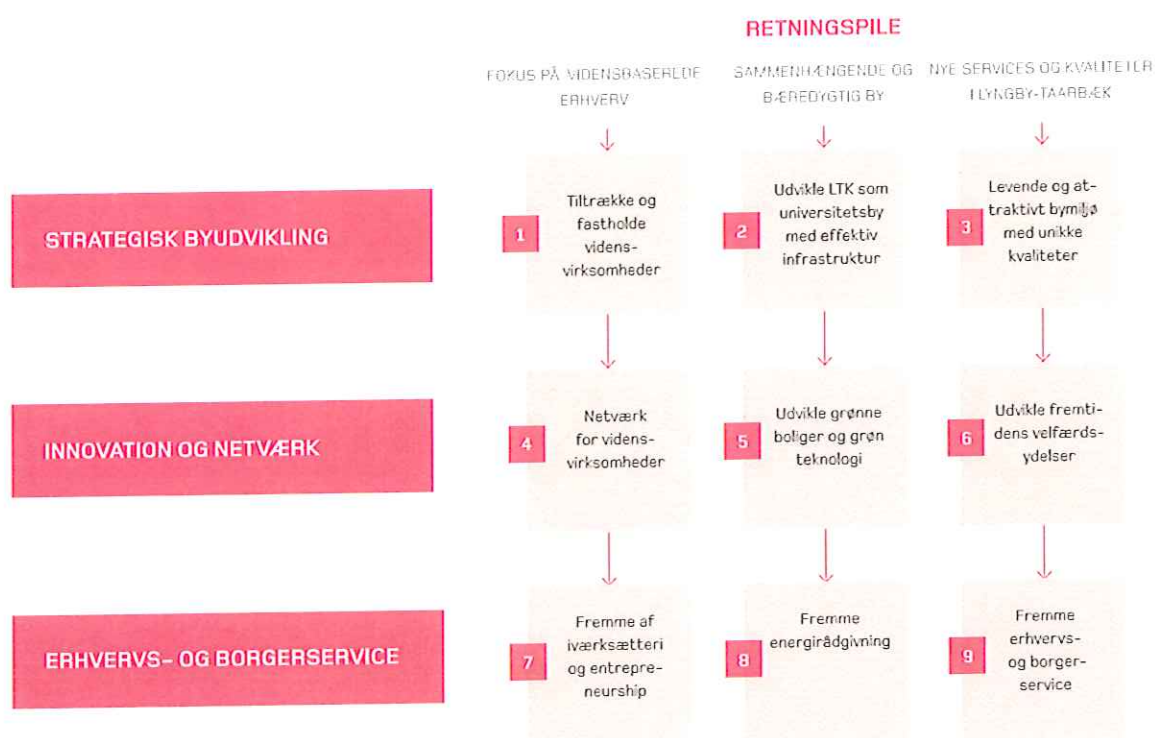 RETNINGSPILE
FOKUS PÅ VIDENSBASEREDE
ERHVERV
SAMMENHÆNGENDE OG
BÆREDYGTIG BY
NYE SERVICES OG KVALITETER
I LYNGBY-TAARBÆK
STRATEGISK BYUDVIKLING
1
Tiltrække og
fastholde
videns-
virksomheder
2
Udvikle LTK som
universitetsby
med effektiv
infrastruktur
3
Levende og at-
traktivt bymiljø
med unikke
kvaliteter
INNOVATION OG NETVÆRK
4
Netværk
for videns-
virksomheder
5
Udvikle grønne
boliger og grøn
teknologi
6
Udvikle fremti-
dens velfærds-
ydelser
ERHVERVS- OG BORGERSERVICE
7
Fremme af
iværksætteri
og entrepre-
neurship
8
Fremme
energirådgivning
9
Fremme
erhvervs-
og borger-
service